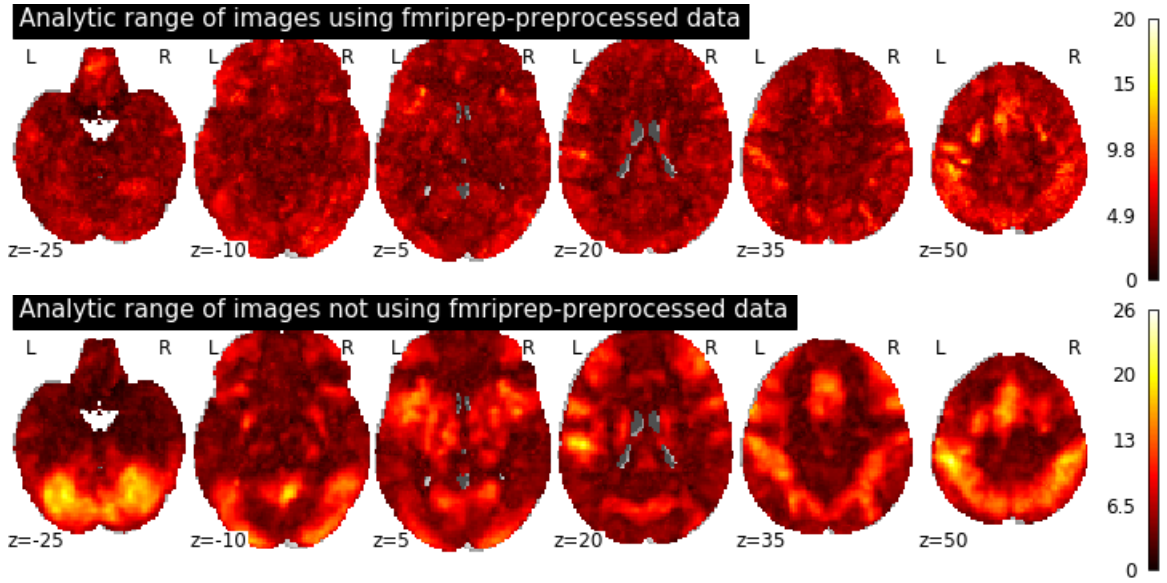 Analytic range of images using fmriprep-preprocessed data
L R L R L R L R L R L R
z=-25 z=-10 z=5 z=20 z=35 z=50
20
15
9.8
4.9
0
Analytic range of images not using fmriprep-preprocessed data
L R L R L R L R L R L R
z=-25 z=-10 z=5 z=20 z=35 z=50
26
20
13
6.5
0